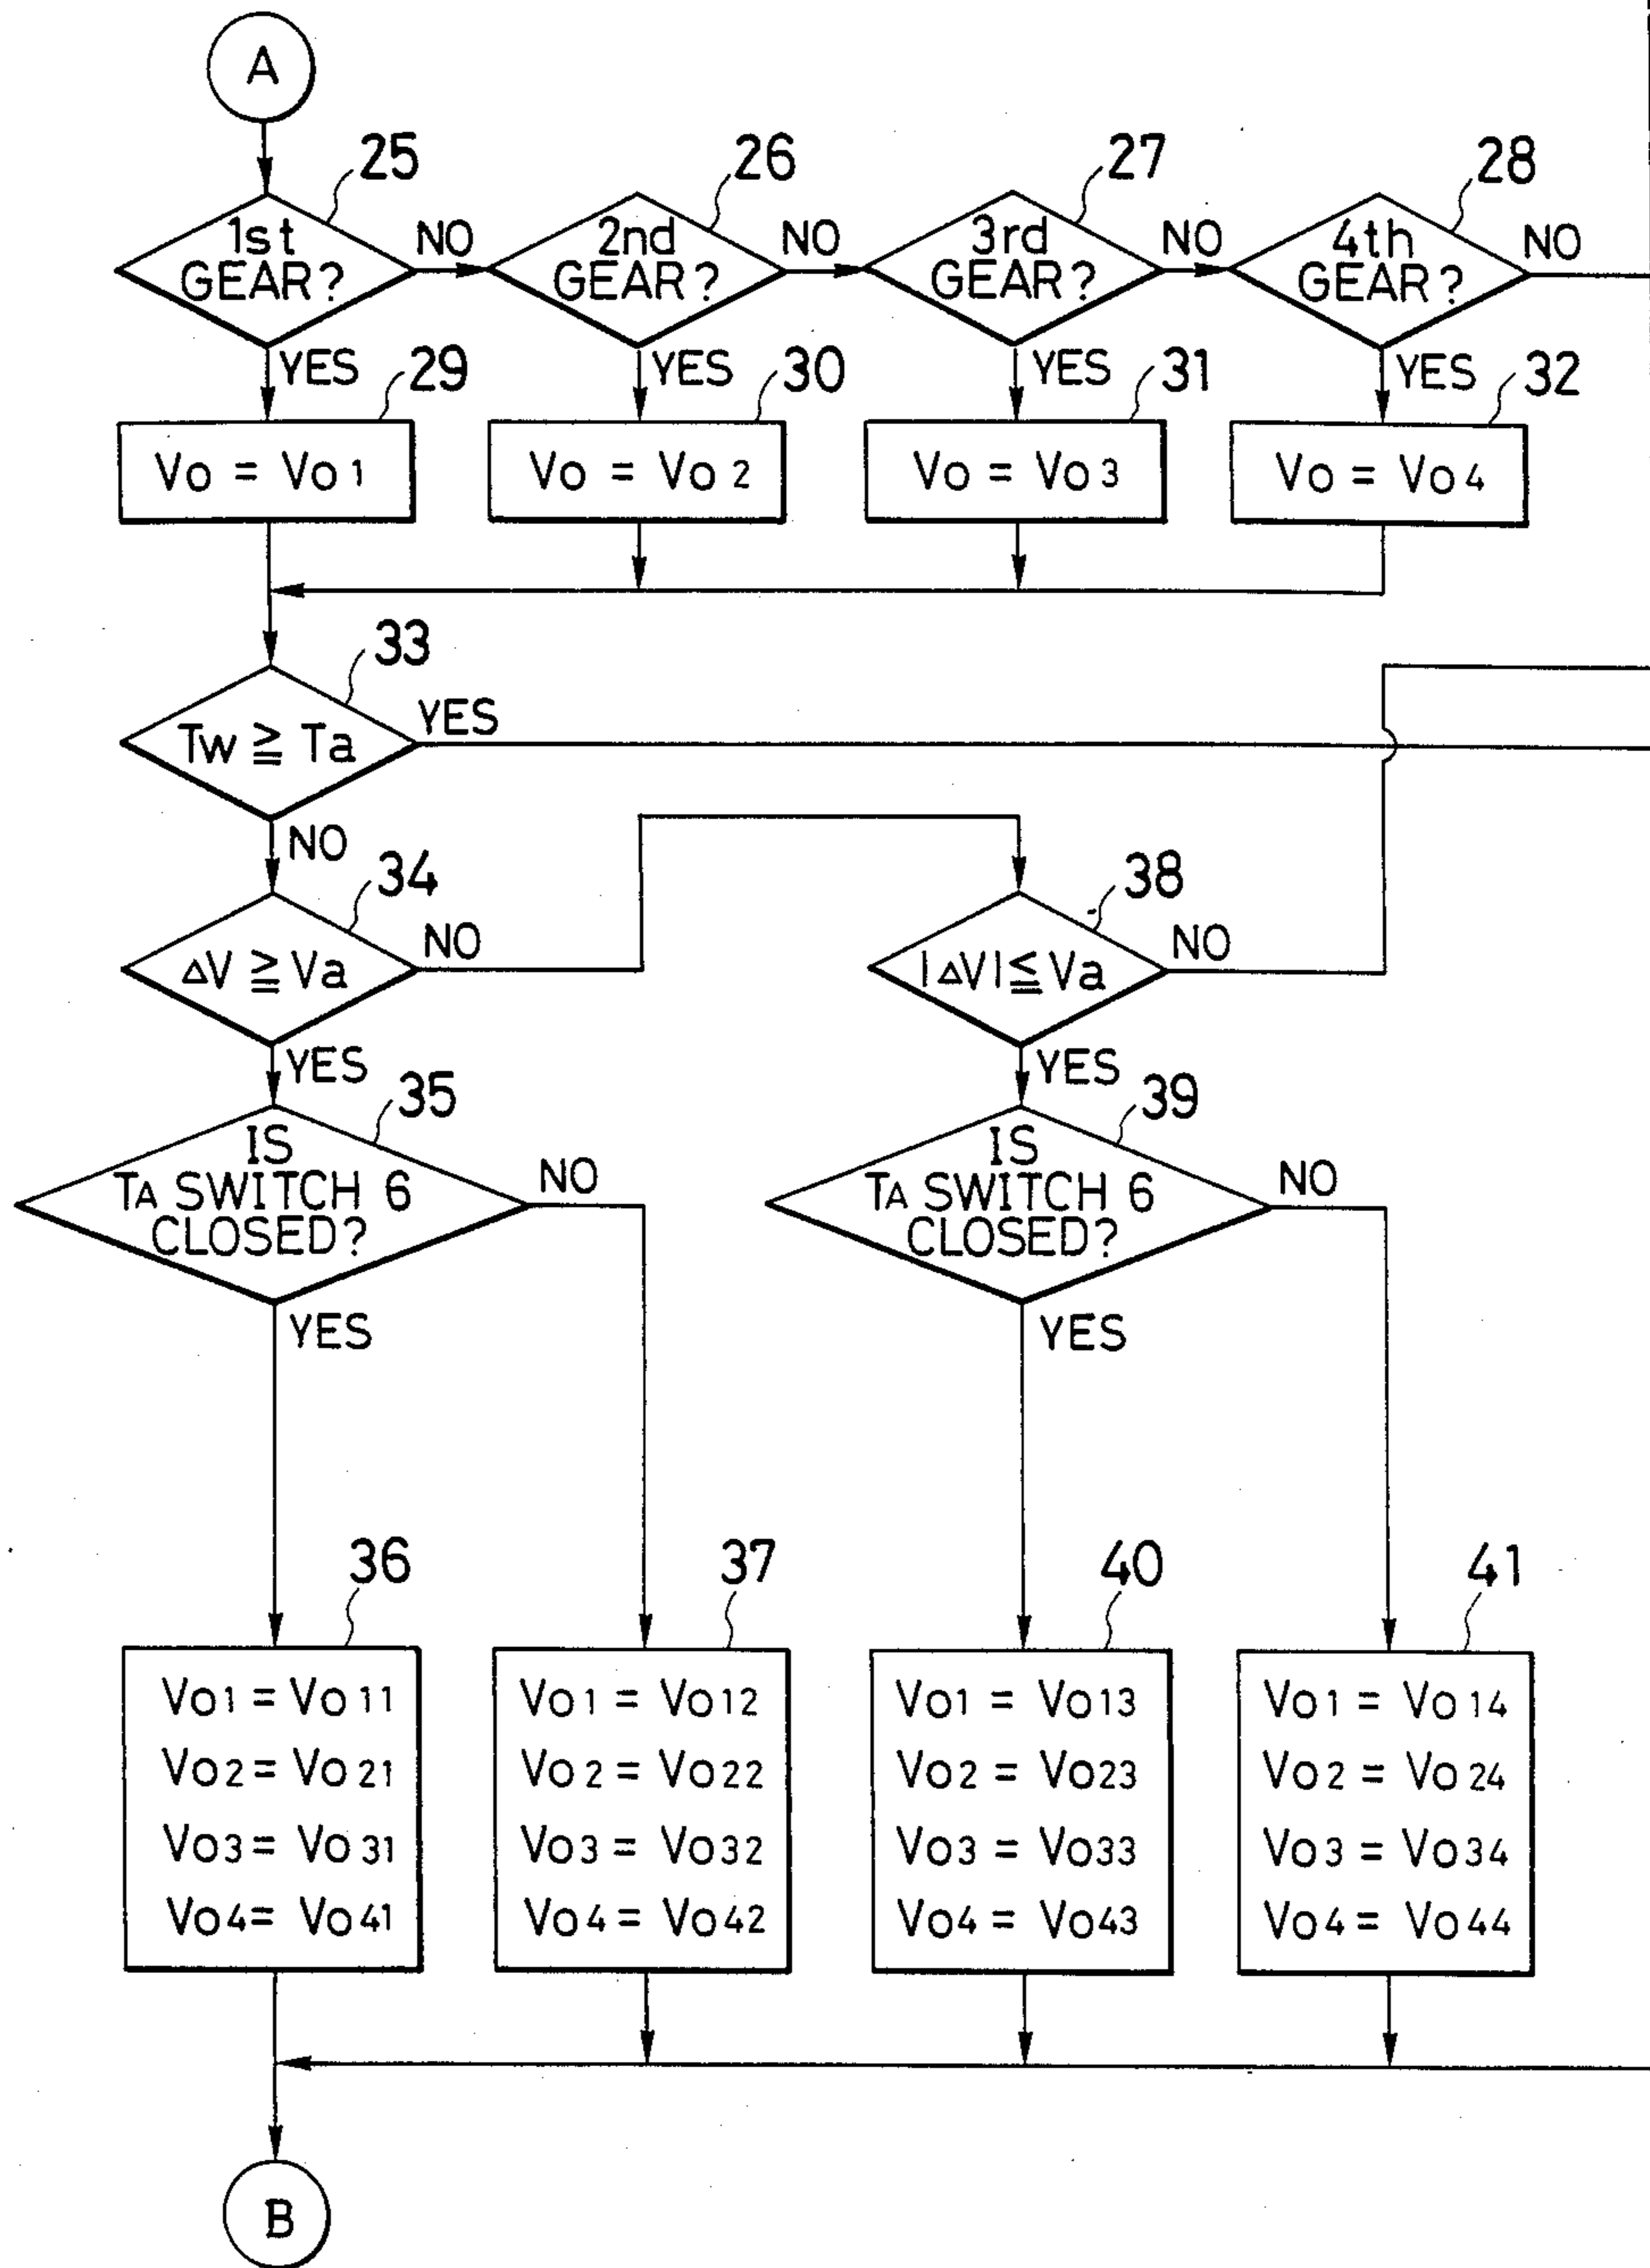 A
25
26
27
28
1st
GEAR?
NO
2nd
GEAR?
NO
3rd
GEAR?
NO
4th
GEAR?
NO
YES
29
YES
30
YES
31
YES
32
Vo = Vo1
Vo = Vo2
Vo = Vo3
Vo = Vo4
33
Tw ≧ Ta
YES
NO
34
38
ΔV ≧ Va
NO
|ΔV| ≦ Va
NO
YES
YES
35
39
IS
TA SWITCH 6
CLOSED?
NO
IS
TA SWITCH 6
CLOSED?
NO
YES
YES
36
37
40
41
Vo1 = Vo11
Vo2 = Vo21
Vo3 = Vo31
Vo4 = Vo41
Vo1 = Vo12
Vo2 = Vo22
Vo3 = Vo32
Vo4 = Vo42
Vo1 = Vo13
Vo2 = Vo23
Vo3 = Vo33
Vo4 = Vo43
Vo1 = Vo14
Vo2 = Vo24
Vo3 = Vo34
Vo4 = Vo44
B